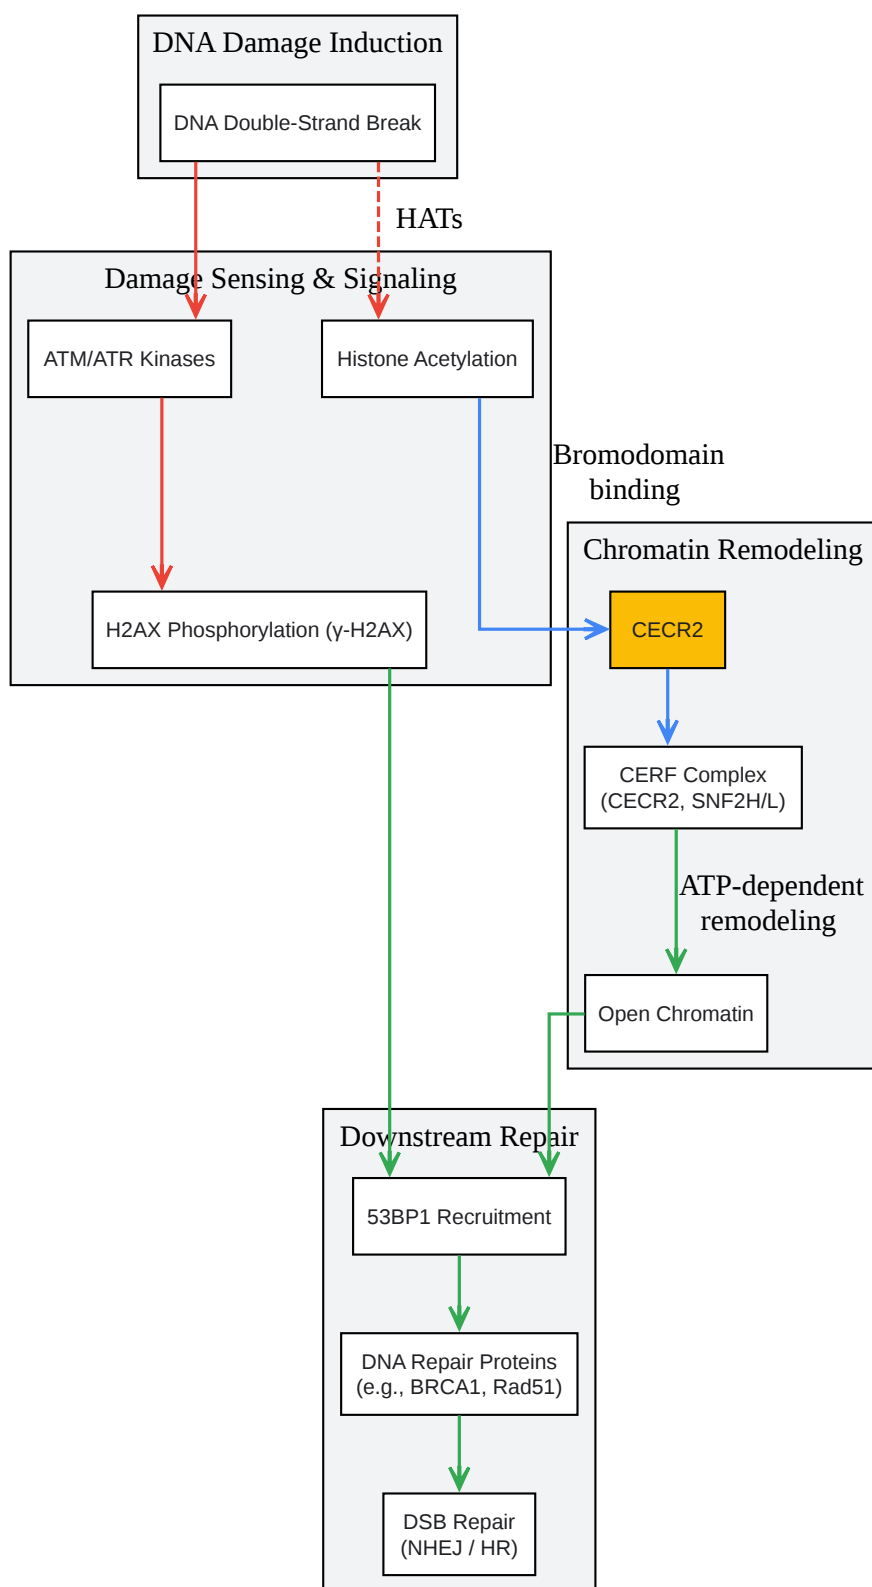 DNA Damage Induction
DNA Double-Strand Break
HATs
Damage Sensing & Signaling
ATM/ATR Kinases
Histone Acetylation
Bromodomain
binding
Chromatin Remodeling
H2AX Phosphorylation (γ-H2AX)
CECR2
CERF Complex
(CECR2, SNF2H/L)
ATP-dependent
remodeling
Open Chromatin
Downstream Repair
53BP1 Recruitment
DNA Repair Proteins
(e.g., BRCA1, Rad51)
DSB Repair
(NHEJ / HR)